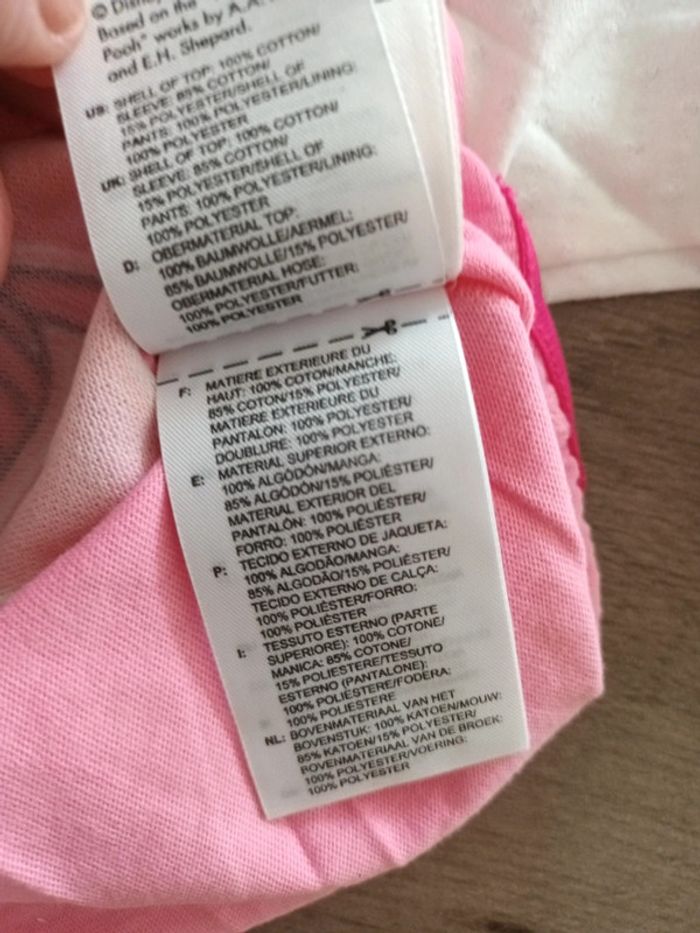 © Disney
Based on the "
Pooh" works by A.A.
and E.H. Shepard.
US: SHELL OF TOP: 100% COTTON/
SLEEVE: 85% COTTON/
15% POLYESTER/SHELL OF
PANTS: 100% POLYESTER/LINING:
100% POLYESTER
UK: SHELL OF TOP: 100% COTTON/
SLEEVE: 85% COTTON/
15% POLYESTER/SHELL OF
PANTS: 100% POLYESTER/LINING:
100% POLYESTER
D: OBERMATERIAL TOP:
100% BAUMWOLLE/AERMEL:
85% BAUMWOLLE/15% POLYESTER/
OBERMATERIAL HOSE:
100% POLYESTER/FUTTER:
100% POLYESTER
F: MATIERE EXTERIEURE DU
HAUT: 100% COTON/MANCHE:
85% COTON/15% POLYESTER/
MATIERE EXTERIEURE DU
PANTALON: 100% POLYESTER/
DOUBLURE: 100% POLYESTER
E: MATERIAL SUPERIOR EXTERNO:
100% ALGODÓN/MANGA:
85% ALGODÓN/15% POLIÉSTER/
MATERIAL EXTERIOR DEL
PANTALÓN: 100% POLIÉSTER/
FORRO: 100% POLIÉSTER
P: TECIDO EXTERNO DE JAQUETA:
100% ALGODÃO/MANGA:
85% ALGODÃO/15% POLIÉSTER/
TECIDO EXTERNO DE CALÇA:
100% POLIÉSTER/FORRO:
100% POLIÉSTER
I: TESSUTO ESTERNO (PARTE
SUPERIORE): 100% COTONE/
MANICA: 85% COTONE/
15% POLIESTERE/TESSUTO
ESTERNO (PANTALONE):
100% POLIESTERE/FODERA:
100% POLIESTERE
NL: BOVENMATERIAAL VAN HET
BOVENSTUK: 100% KATOEN/MOUW:
85% KATOEN/15% POLYESTER/
BOVENMATERIAAL VAN DE BROEK:
100% POLYESTER/VOERING:
100% POLYESTER